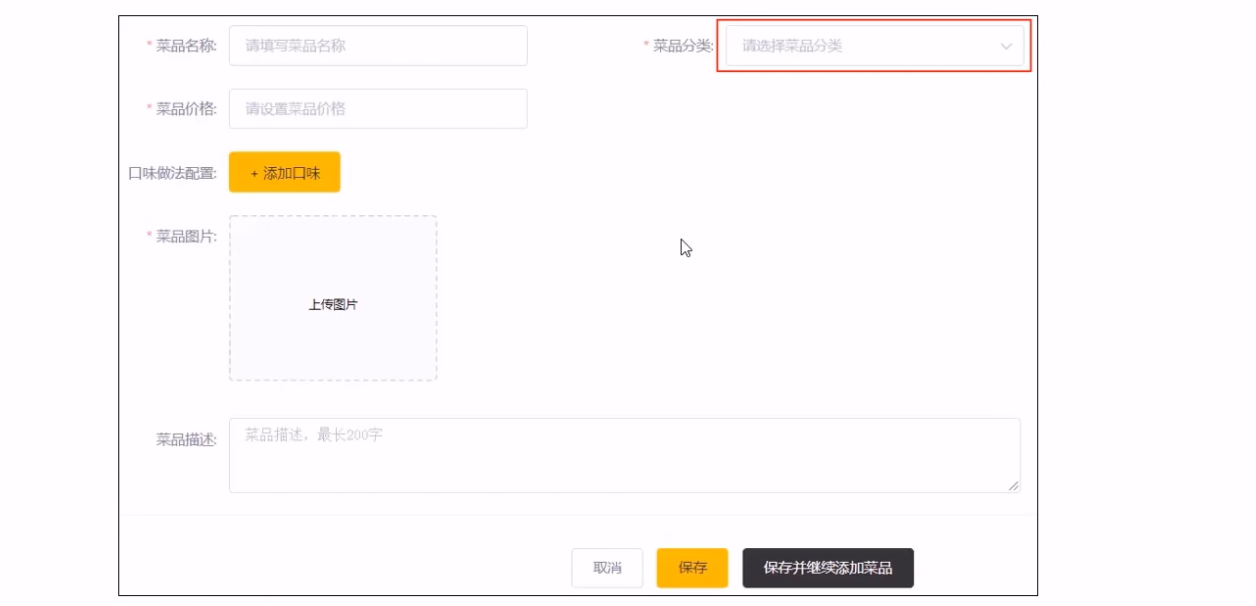 * 菜品名称: 请填写菜品名称
* 菜品分类: 请选择菜品分类
* 菜品价格: 请设置菜品价格
口味做法配置: + 添加口味
* 菜品图片:
上传图片
菜品描述: 菜品描述，最长200字
取消 保存 保存并继续添加菜品